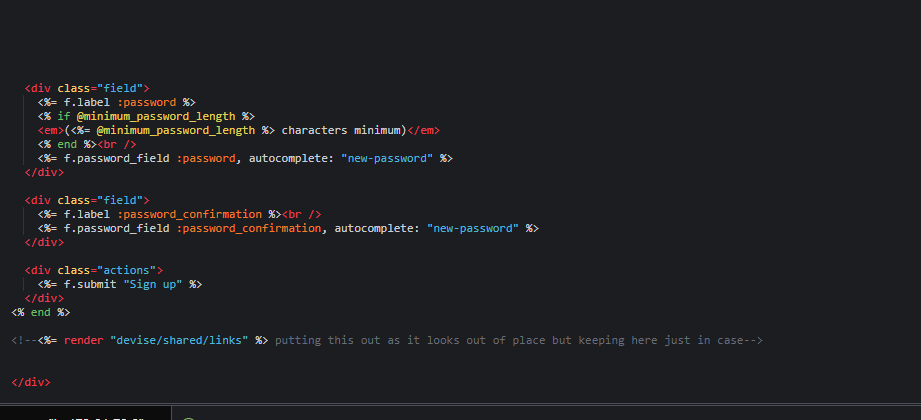 <div class="field">
<%= f.label :password %>
<% if @minimum_password_length %>
<em>(<%= @minimum_password_length %> characters minimum)</em>
<% end %><br />
<%= f.password_field :password, autocomplete: "new-password" %>
</div>
<div class="field">
<%= f.label :password_confirmation %><br />
<%= f.password_field :password_confirmation, autocomplete: "new-password" %>
</div>
<div class="actions">
<%= f.submit "Sign up" %>
</div>
<% end %>
<!--<%= render "devise/shared/links" %> putting this out as it looks out of place but keeping here just in case-->
</div>